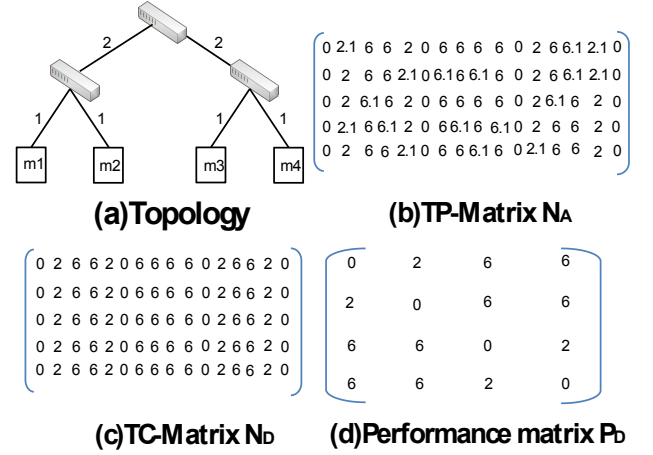 2 2
1 1 1 1
m1 m2 m3 m4
(a)Topology
0 2.1 6 6 2 0 6 6 6 6 0 2 6 6.1 2.1 0
0 2 6 6 2.1 0 6.1 6 6.1 6 0 2 6 6.1 2.1 0
0 2 6.1 6 2 0 6 6 6 6 0 2 6.1 6 2 0
0 2.1 6 6.1 2 0 6 6.1 6 6.1 0 2 6 6 2 0
0 2 6 6 2.1 0 6 6 6.1 6 0 2.1 6 6 2 0
(b)TP-Matrix NA
0 2 6 6 2 0 6 6 6 6 0 2 6 6 2 0
0 2 6 6 2 0 6 6 6 6 0 2 6 6 2 0
0 2 6 6 2 0 6 6 6 6 0 2 6 6 2 0
0 2 6 6 2 0 6 6 6 6 0 2 6 6 2 0
0 2 6 6 2 0 6 6 6 6 0 2 6 6 2 0
(c)TC-Matrix ND
0 2 6 6
2 0 6 6
6 6 0 2
6 6 2 0
(d)Performance matrix PD